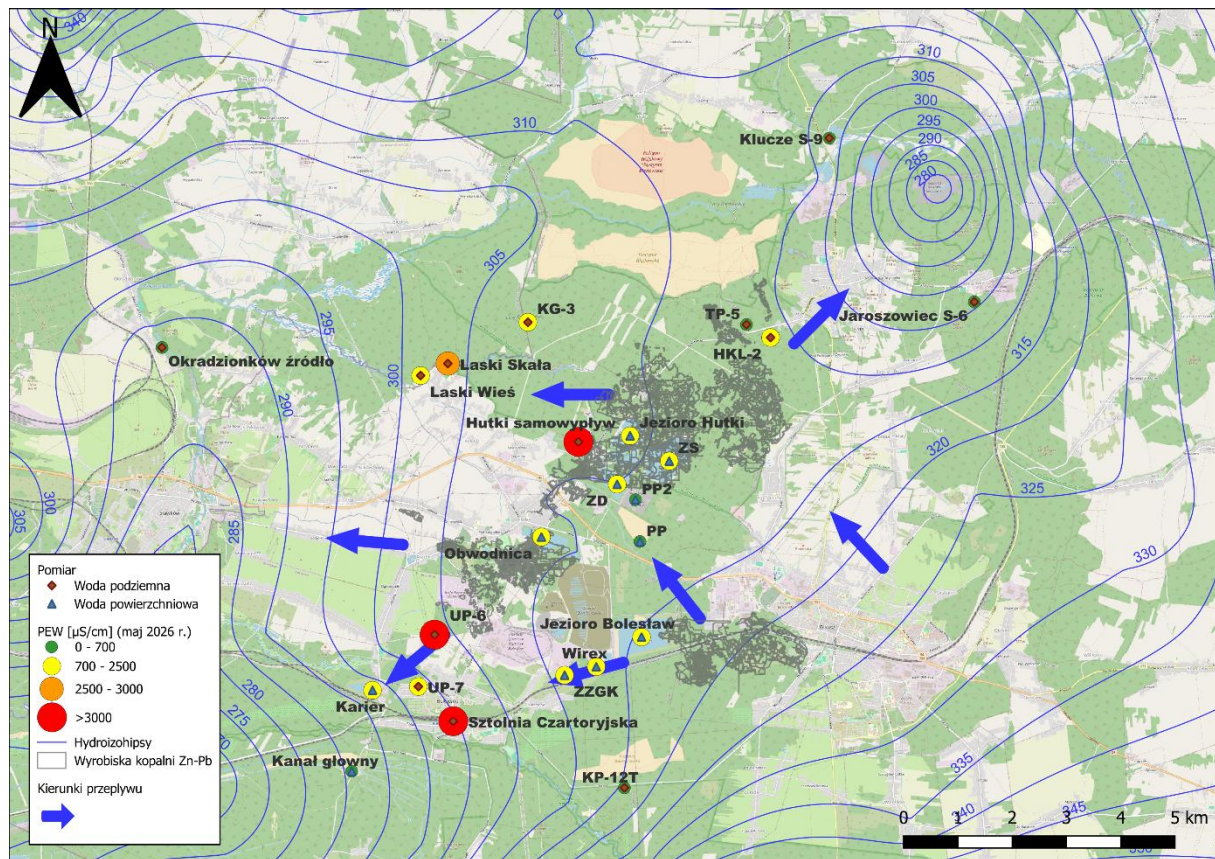 340
N
310
310
305
300
295
290
285
280
Klucze S-9
305
KG-3
TP-5
Jaroszowiec S-6
315
HKL-2
295
Okradzionków źródło
Laski Skała
300
Laski Wieś
290
Hutki samowypływ
Jezioro Hutki
ZS
320
325
PP2
ZD
300
305
285
PP
330
Obwodnica
Jezioro Bolesław
UP-6
Wirex
UP-7
ZZGK
Karier
280
Sztolnia Czartoryjska
275
270
Kanał głowny
KP-12T
335
340
345
350
Pomiar
Woda podziemna
Woda powierzchniowa
PEW [µS/cm] (maj 2026 r.)
0 - 700
700 - 2500
2500 - 3000
>3000
Hydroizohipsy
Wyrobiska kopalni Zn-Pb
Kierunki przepływu
0 1 2 3 4 5 km